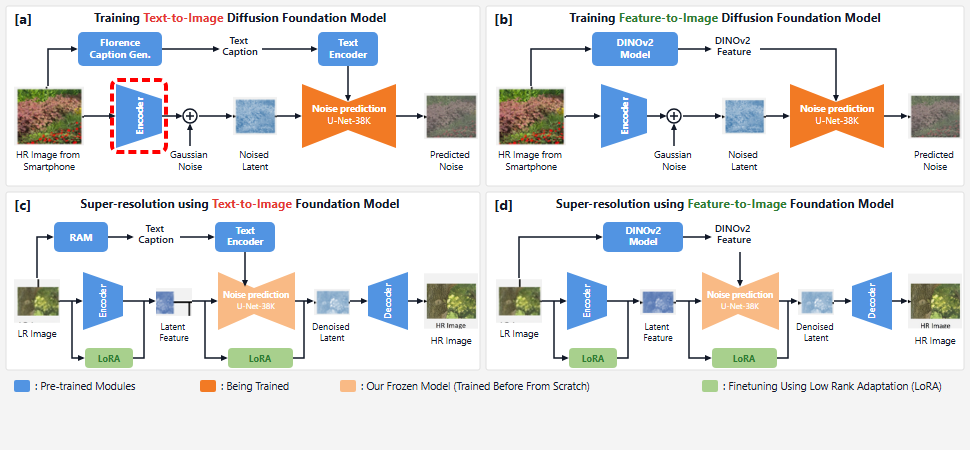 [a] Training Text-to-Image Diffusion Foundation Model
Florence
Caption Gen.
Text
Caption
Text
Encoder
Encoder
Noise prediction
U-Net-38K
HR Image from
Smartphone
Gaussian
Noise
Noised
Latent
Predicted
Noise
[b] Training Feature-to-Image Diffusion Foundation Model
DINOv2
Model
DINOv2
Feature
Encoder
Noise prediction
U-Net-38K
HR Image from
Smartphone
Gaussian
Noise
Noised
Latent
Predicted
Noise
[c] Super-resolution using Text-to-Image Foundation Model
RAM
Text
Caption
Text
Encoder
Encoder
Noise prediction
U-Net-38K
Decoder
LR Image
Latent
Feature
Denoised
Latent
HR Image
HR Image
LoRA
LoRA
[d] Super-resolution using Feature-to-Image Foundation Model
DINOv2
Model
DINOv2
Feature
Encoder
Noise prediction
U-Net-38K
Decoder
LR Image
Latent
Feature
Denoised
Latent
HR Image
HR Image
LoRA
LoRA
: Pre-trained Modules
: Being Trained
: Our Frozen Model (Trained Before From Scratch)
: Finetuning Using Low Rank Adaptation (LoRA)